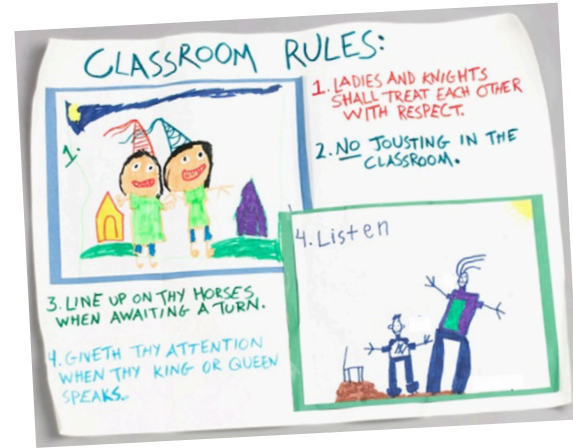 CLASSROOM RULES:
1. LADIES AND KNIGHTS
SHALL TREAT EACH OTHER
WITH RESPECT.
2. NO JOUSTING IN THE
CLASSROOM.
1.
4. Listen
3. LINE UP ON THY HORSES
WHEN AWAITING A TURN.
4. GIVETH THY ATTENTION
WHEN THY KING OR QUEEN
SPEAKS.